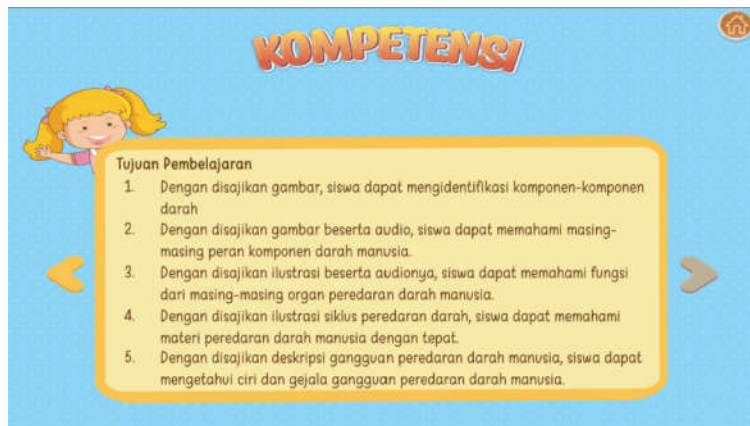 KOMPETENSI
Tujuan Pembelajaran
1. Dengan disajikan gambar, siswa dapat mengidentifikasi komponen-komponen
darah
2. Dengan disajikan gambar beserta audio, siswa dapat memahami masing-
masing peran komponen darah manusia.
3. Dengan disajikan ilustrasi beserta audionya, siswa dapat memahami fungsi
dari masing-masing organ peredaran darah manusia.
4. Dengan disajikan ilustrasi siklus peredaran darah, siswa dapat memahami
materi peredaran darah manusia dengan tepat.
5. Dengan disajikan deskripsi gangguan peredaran darah manusia, siswa dapat
mengetahui ciri dan gejala gangguan peredaran darah manusia.